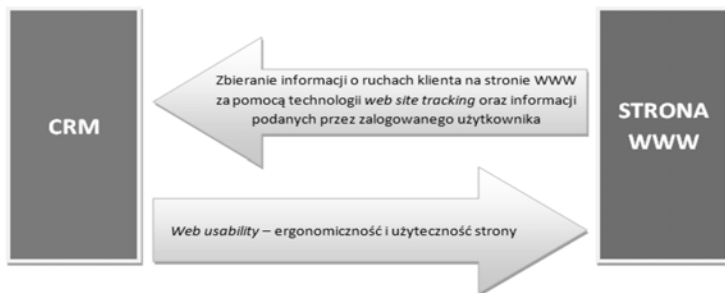 CRM
Zbieranie informacji o ruchach klienta na stronie WWW
za pomocą technologii web site tracking oraz informacji
podanych przez zalogowanego użytkownika
STRONA
WWW
Web usability – ergonomiczność i użyteczność strony